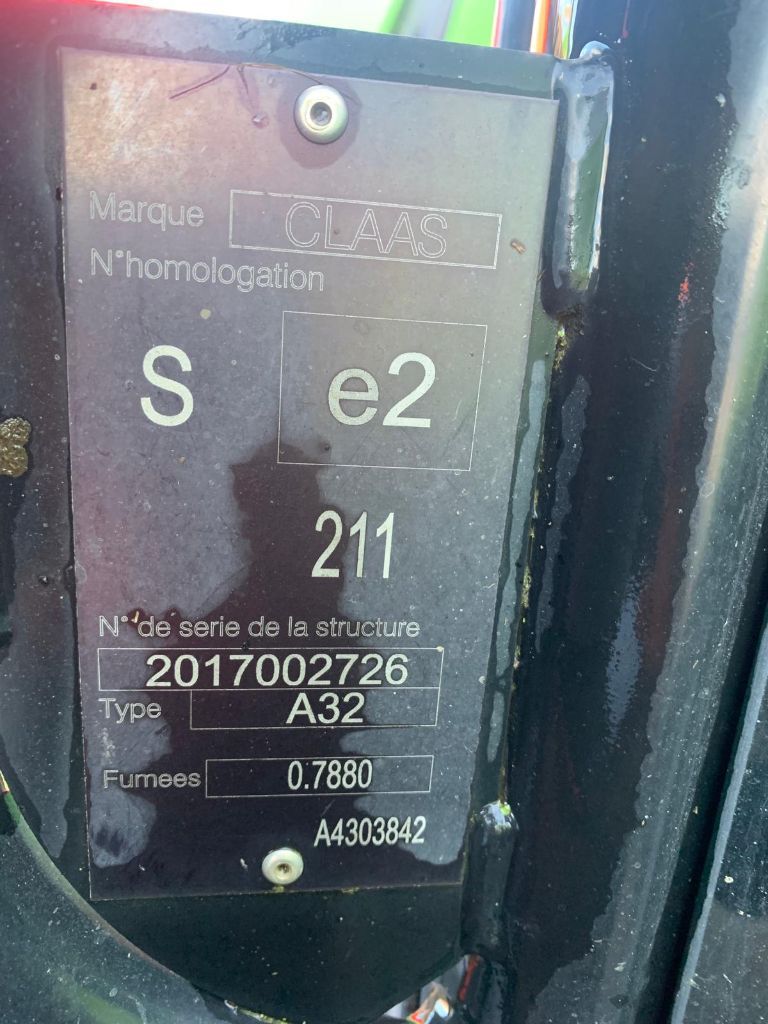 Marque CLAAS
N°homologation
S e2
211
N° de serie de la structure
2017002726
Type A32
Fumees 0.7880
A4303842